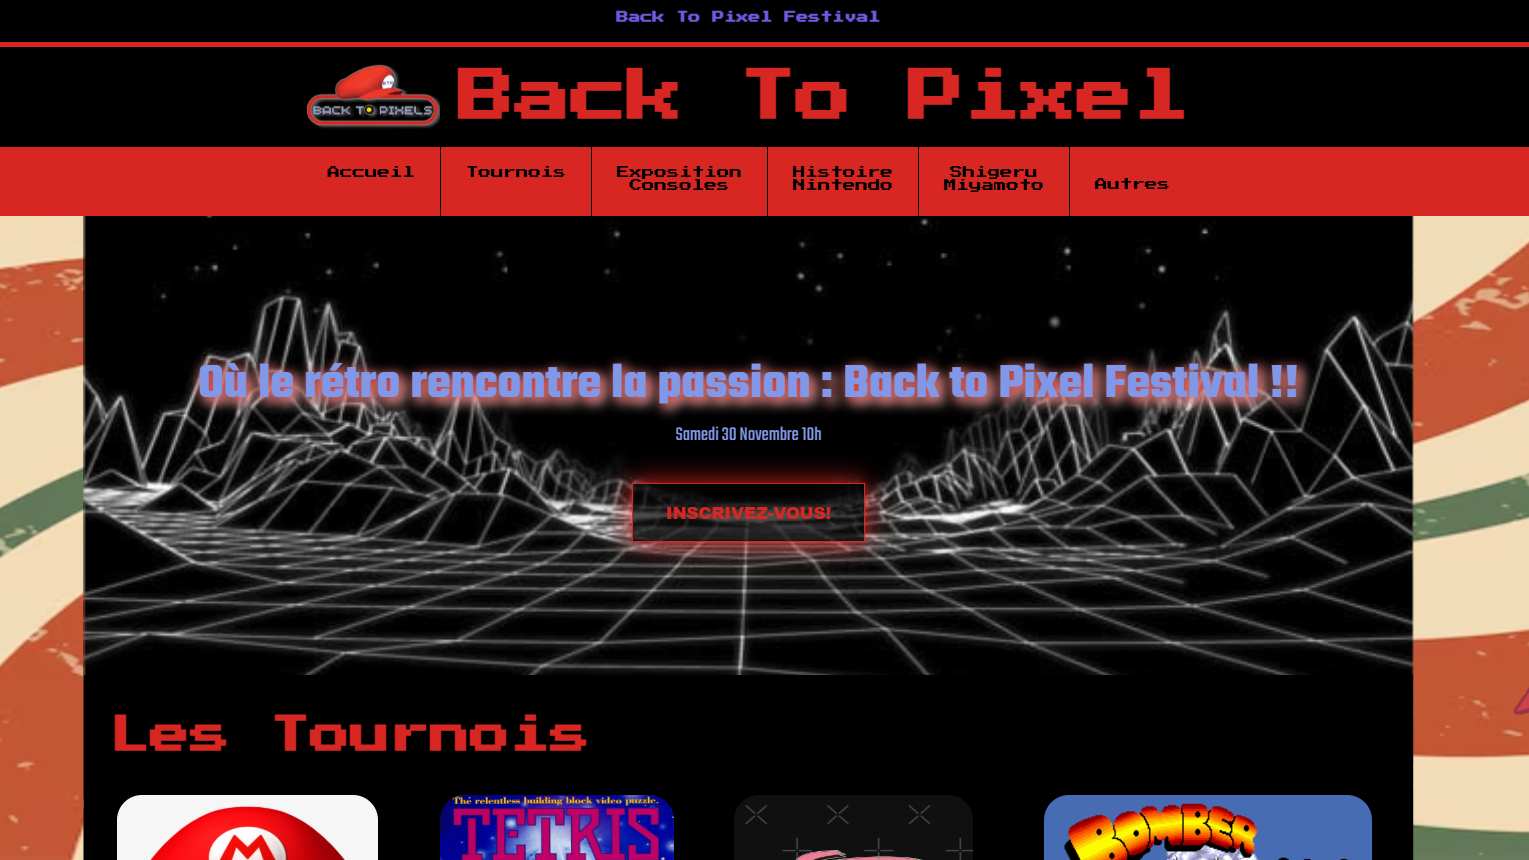 Back To Pixel Festival
BACK TO PIXELS
Back To Pixel
Accueil
Tournois
Exposition
Consoles
Histoire
Nintendo
Shigeru
Miyamoto
Autres
Où le rétro rencontre la passion : Back to Pixel Festival !!
Samedi 30 Novembre 10h
INSCRIVEZ-VOUS!
Les Tournois
M
The relentless building block video puzzle.
TETRIS
BOMBER